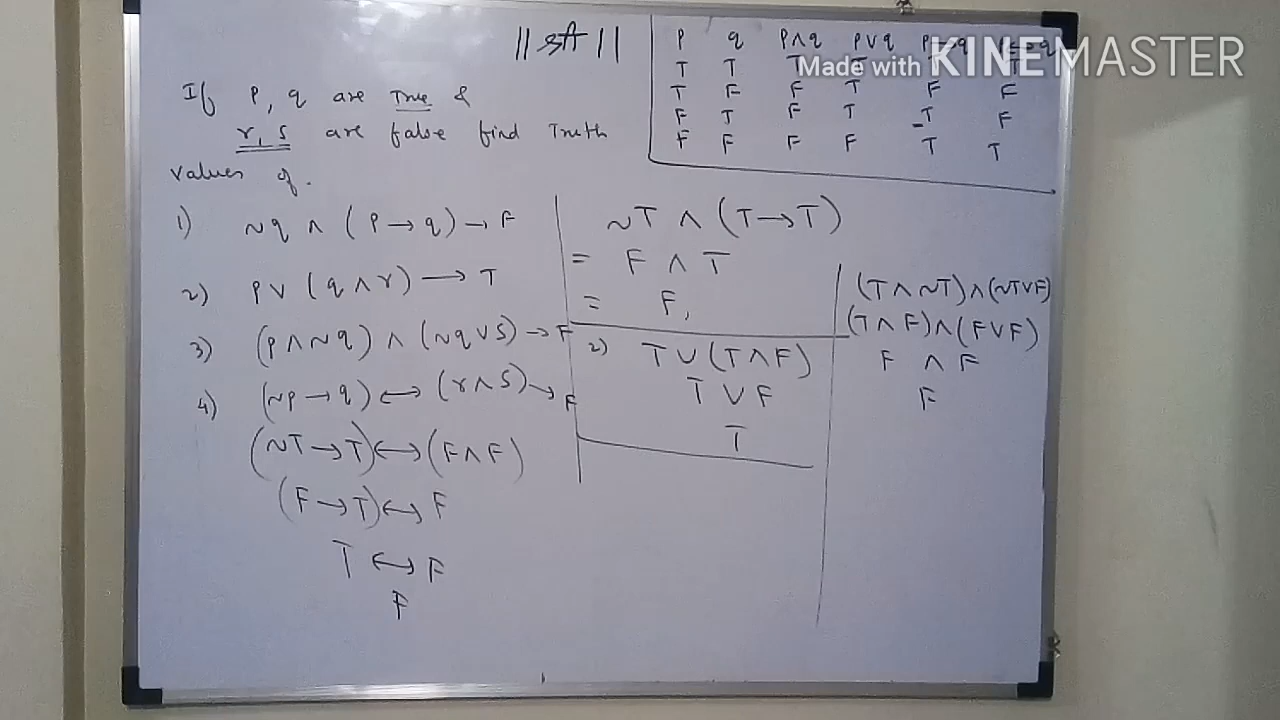 || श्री ||
If p, q are True &
r, s are false find Truth
values of.
1) ~q ∧ (p → q) → F
2) p ∨ (q ∧ r) → T
3) (p ∧ ~q) ∧ (~q ∨ s) → F
4) (~p → q) ↔ (r ∧ s) → F
(~T → T) ↔ (F ∧ F)
(F → T) ↔ F
T ↔ F
F
p q p∧q p∨q p→q p↔q
T T T T T T
T F F T F F
F T F T T F
F F F F T T
Made with KINEMASTER
~T ∧ (T → T)
= F ∧ T
= F,
2) T ∪ (T ∧ F)
T ∨ F
T
(T ∧ ~T) ∧ (~T ∨ F)
(T ∧ F) ∧ (F ∨ F)
F ∧ F
F